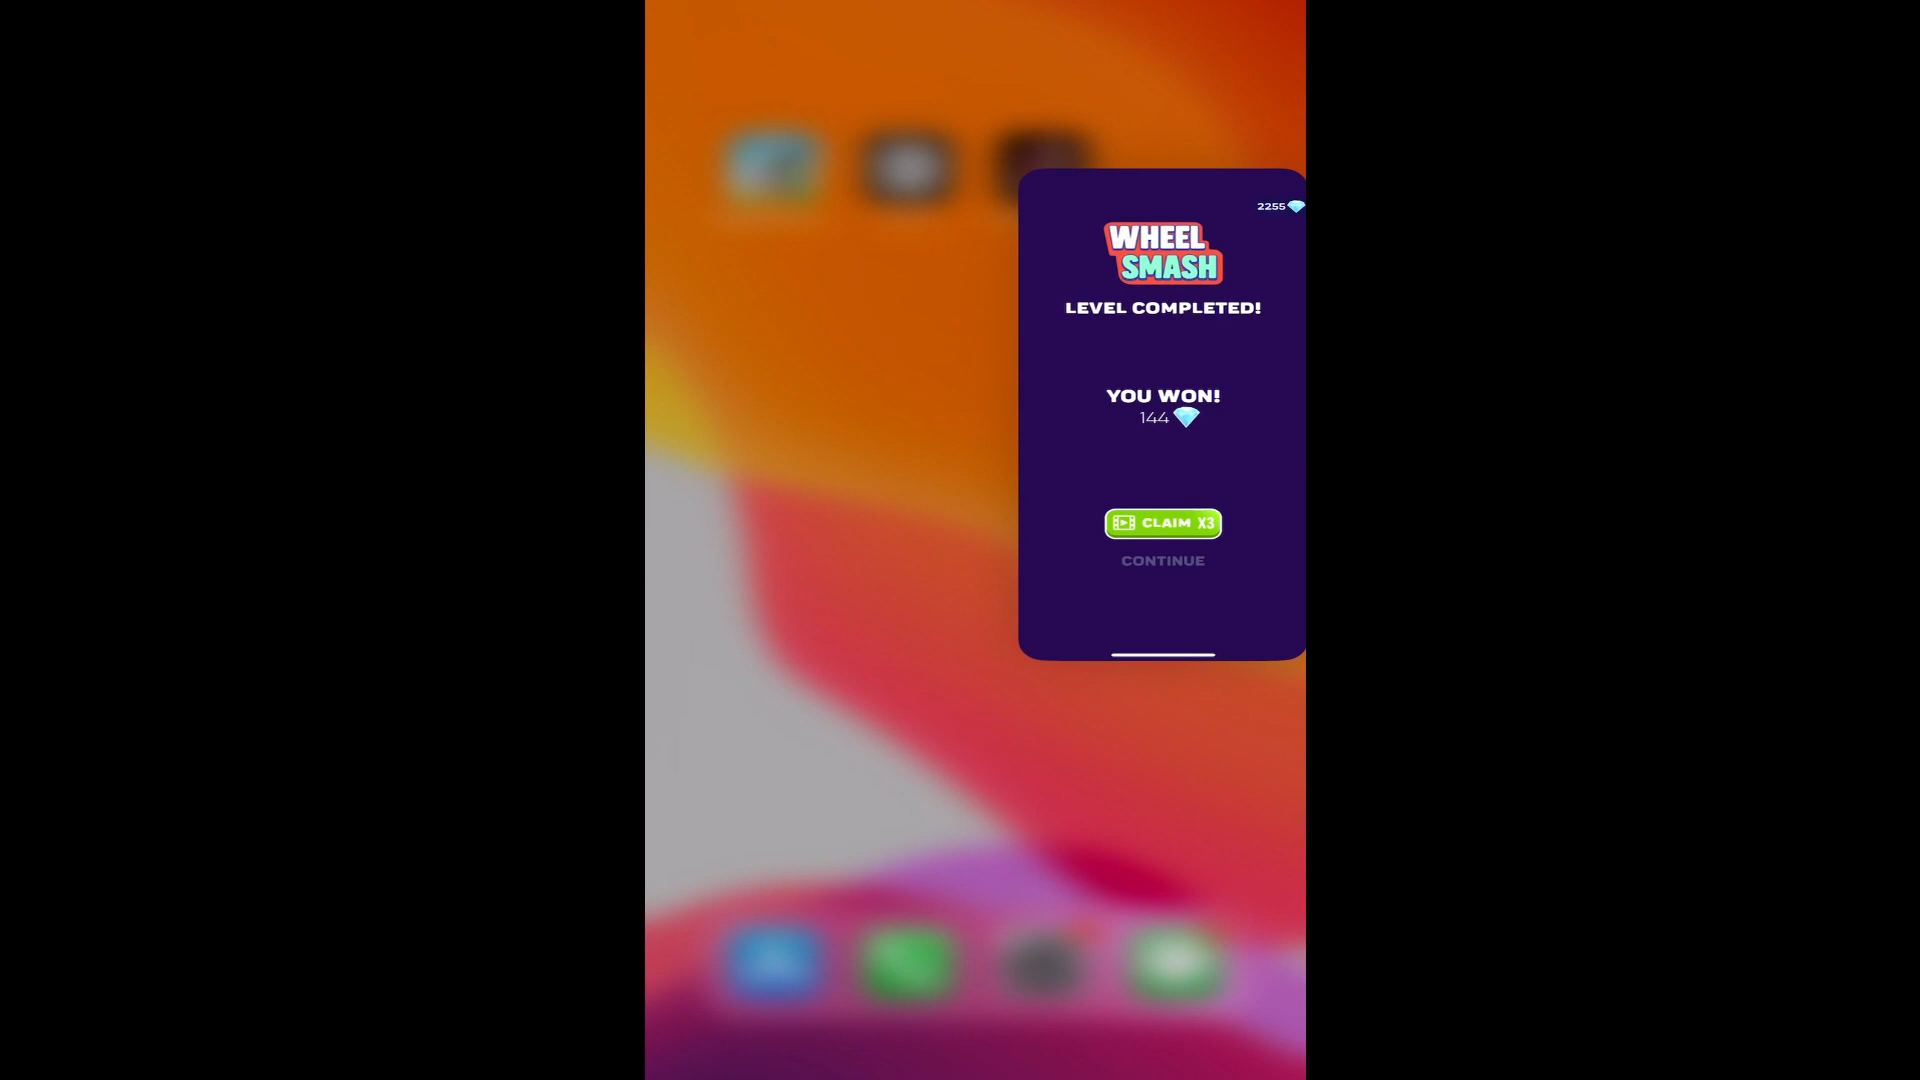 2255
WHEEL
SMASH
LEVEL COMPLETED!
YOU WON!
144
CLAIM X3
CONTINUE